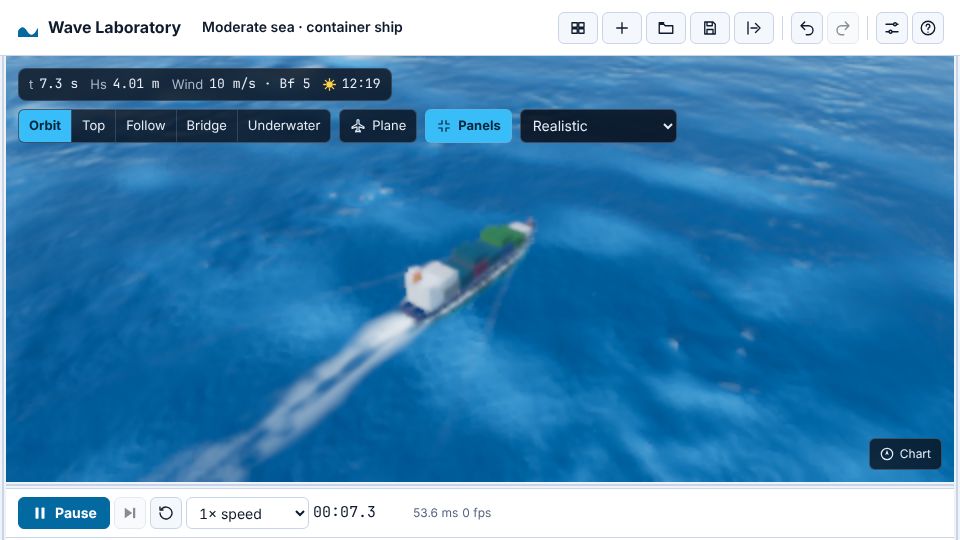 Wave Laboratory Moderate sea · container ship
t 7.3 s Hs 4.01 m Wind 10 m/s · Bf 5 12:19
Orbit Top Follow Bridge Underwater Plane Panels Realistic
Chart
Pause 1× speed 00:07.3 53.6 ms 0 fps